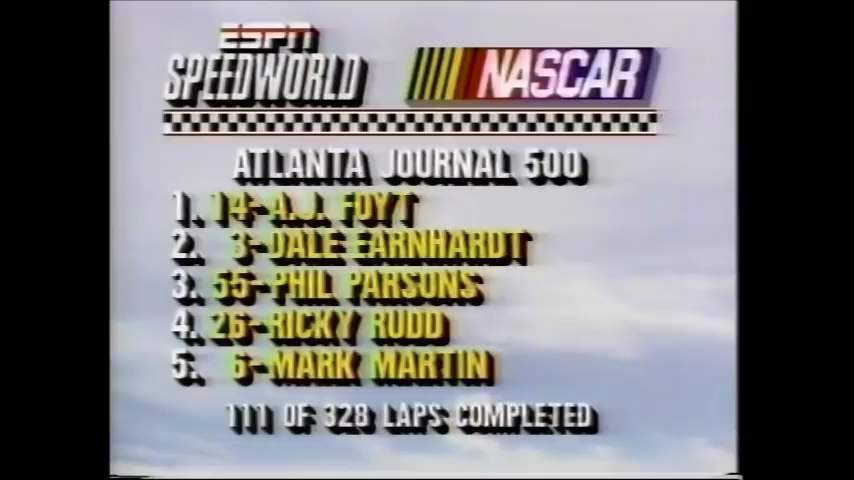 ESPN
SPEEDWORLD
NASCAR
ATLANTA JOURNAL 500
1. 14-A.J. FOYT
2. 3-DALE EARNHARDT
3. 55-PHIL PARSONS
4. 26-RICKY RUDD
5. 6-MARK MARTIN
111 OF 328 LAPS COMPLETED